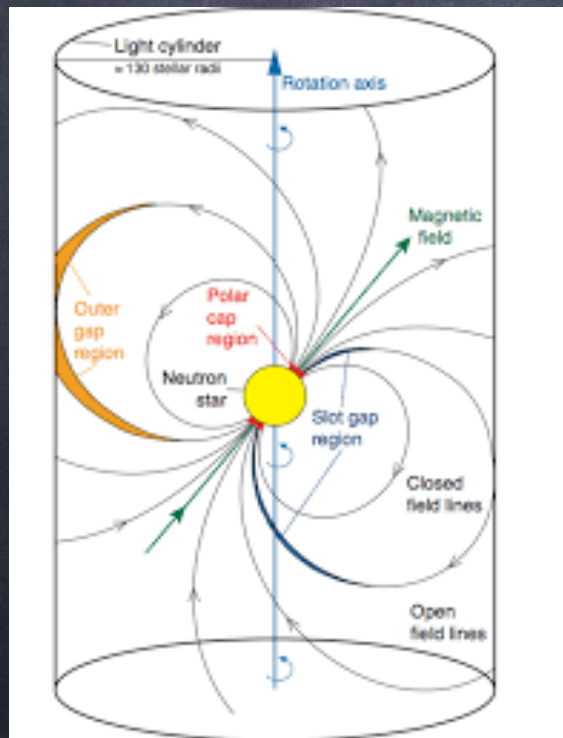 Light cylinder
= 130 stellar radii
Rotation axis
Magnetic
field
Polar
cap
region
Outer
gap
region
Neutron
star
Slot gap
region
Closed
field lines
Open
field lines